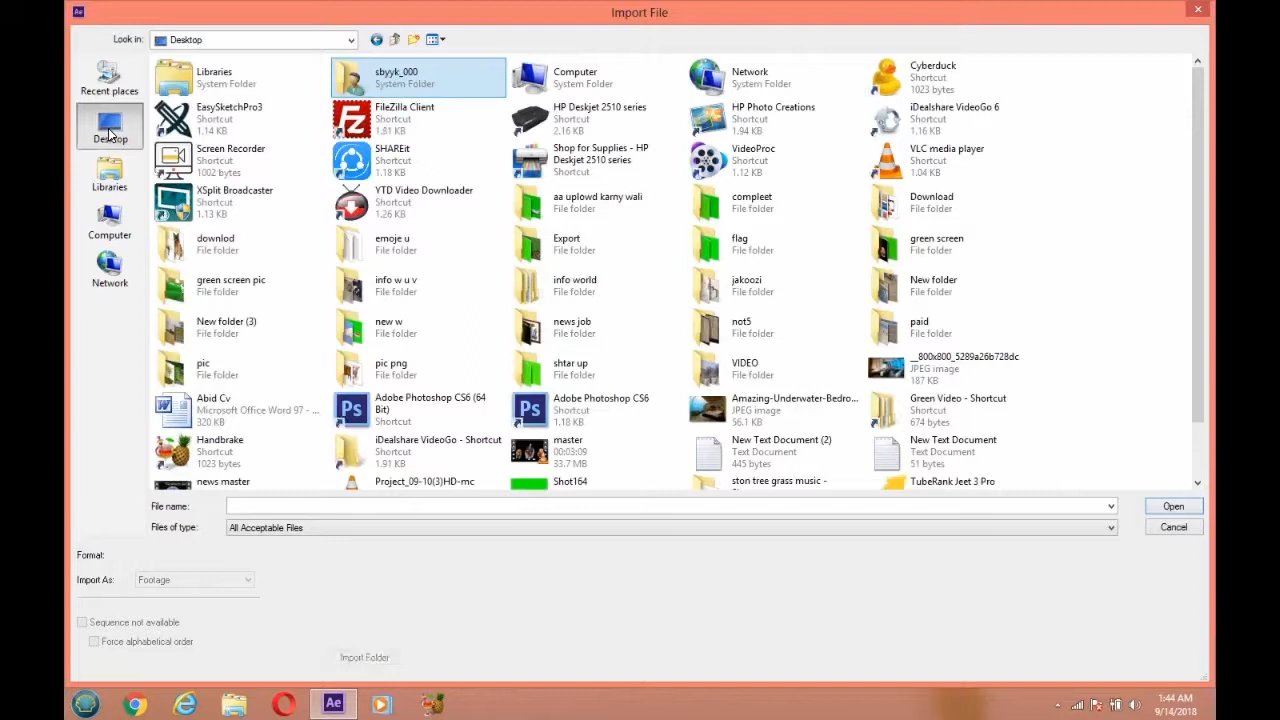 Ae
Import File
Look in:
Desktop
Recent places
Desktop
Libraries
Computer
Network
Libraries
System Folder
sbyyk_000
System Folder
Computer
System Folder
Network
System Folder
Cyberduck
Shortcut
1023 bytes
EasySketchPro3
Shortcut
1.14 KB
FileZilla Client
Shortcut
1.81 KB
HP Deskjet 2510 series
Shortcut
2.16 KB
HP Photo Creations
Shortcut
1.94 KB
iDealshare VideoGo 6
Shortcut
1.16 KB
Screen Recorder
Shortcut
1002 bytes
SHAREit
Shortcut
1.06 KB
Shop for Supplies - HP
Deskjet 2510 series
Shortcut
VideoProc
Shortcut
1.12 KB
VLC media player
Shortcut
1.04 KB
XSplit Broadcaster
Shortcut
1.13 KB
YTD Video Downloader
Shortcut
1.26 KB
aa uplowd karny wali
File folder
compleet
File folder
Download
File folder
downlod
File folder
emoje u
File folder
Export
File folder
flag
File folder
green screen
File folder
green screen pic
File folder
info w u v
File folder
info world
File folder
jakoozi
File folder
New folder
File folder
New folder (3)
File folder
new w
File folder
news job
File folder
not5
File folder
paid
File folder
pic
File folder
pic png
File folder
shtar up
File folder
VIDEO
File folder
__800x800_5289a26b728dc
JPEG image
187 KB
Abid Cv
Microsoft Office Word 97 - ...
320 KB
Ps
Adobe Photoshop CS6 (64
Bit)
Shortcut
Ps
Adobe Photoshop CS6
Shortcut
1.18 KB
Amazing-Underwater-Bedro...
JPEG image
56.1 KB
Green Video - Shortcut
Shortcut
674 bytes
Handbrake
Shortcut
1023 bytes
iDealshare VideoGo - Shortcut
Shortcut
1.91 KB
master
00:03:09
33.7 MB
New Text Document (2)
Text Document
445 bytes
New Text Document
Text Document
51 bytes
news master
Project_09-10(3)HD-mc
Shot164
ston tree grass music -
TubeRank Jeet 3 Pro
File name:
Open
Files of type:
All Acceptable Files
Cancel
Format:
Import As:
Footage
Sequence not available
Force alphabetical order
Import Folder
Ae
1:44 AM
9/14/2018